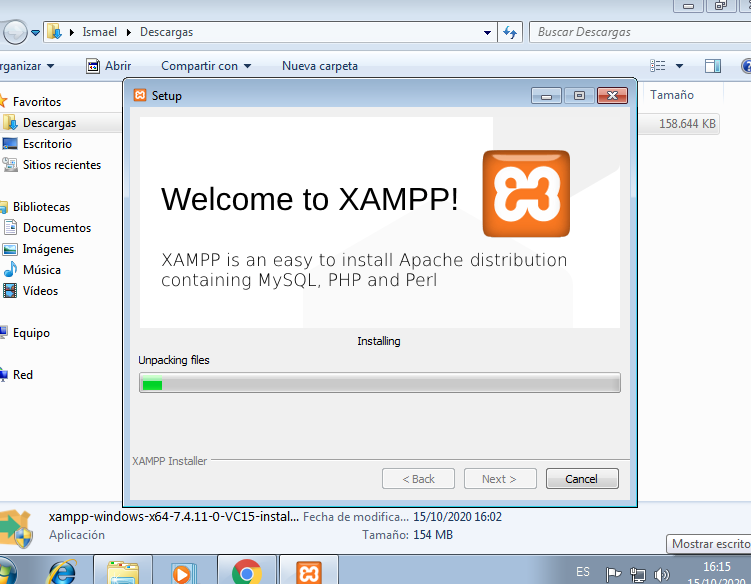 Ismael Descargas
Buscar Descargas
rganizar Abrir Compartir con Nueva carpeta
Setup
Tamaño
158.644 KB
Favoritos
Descargas
Escritorio
Sitios recientes
Bibliotecas
Documentos
Imágenes
Música
Vídeos
Equipo
Red
Welcome to XAMPP!
XAMPP is an easy to install Apache distribution
containing MySQL, PHP and Perl
Installing
Unpacking files
XAMPP Installer
< Back Next > Cancel
xampp-windows-x64-7.4.11-0-VC15-instal... Fecha de modifica... 15/10/2020 16:02
Aplicación Tamaño: 154 MB
Mostrar escrito
ES
16:15
15/10/2020